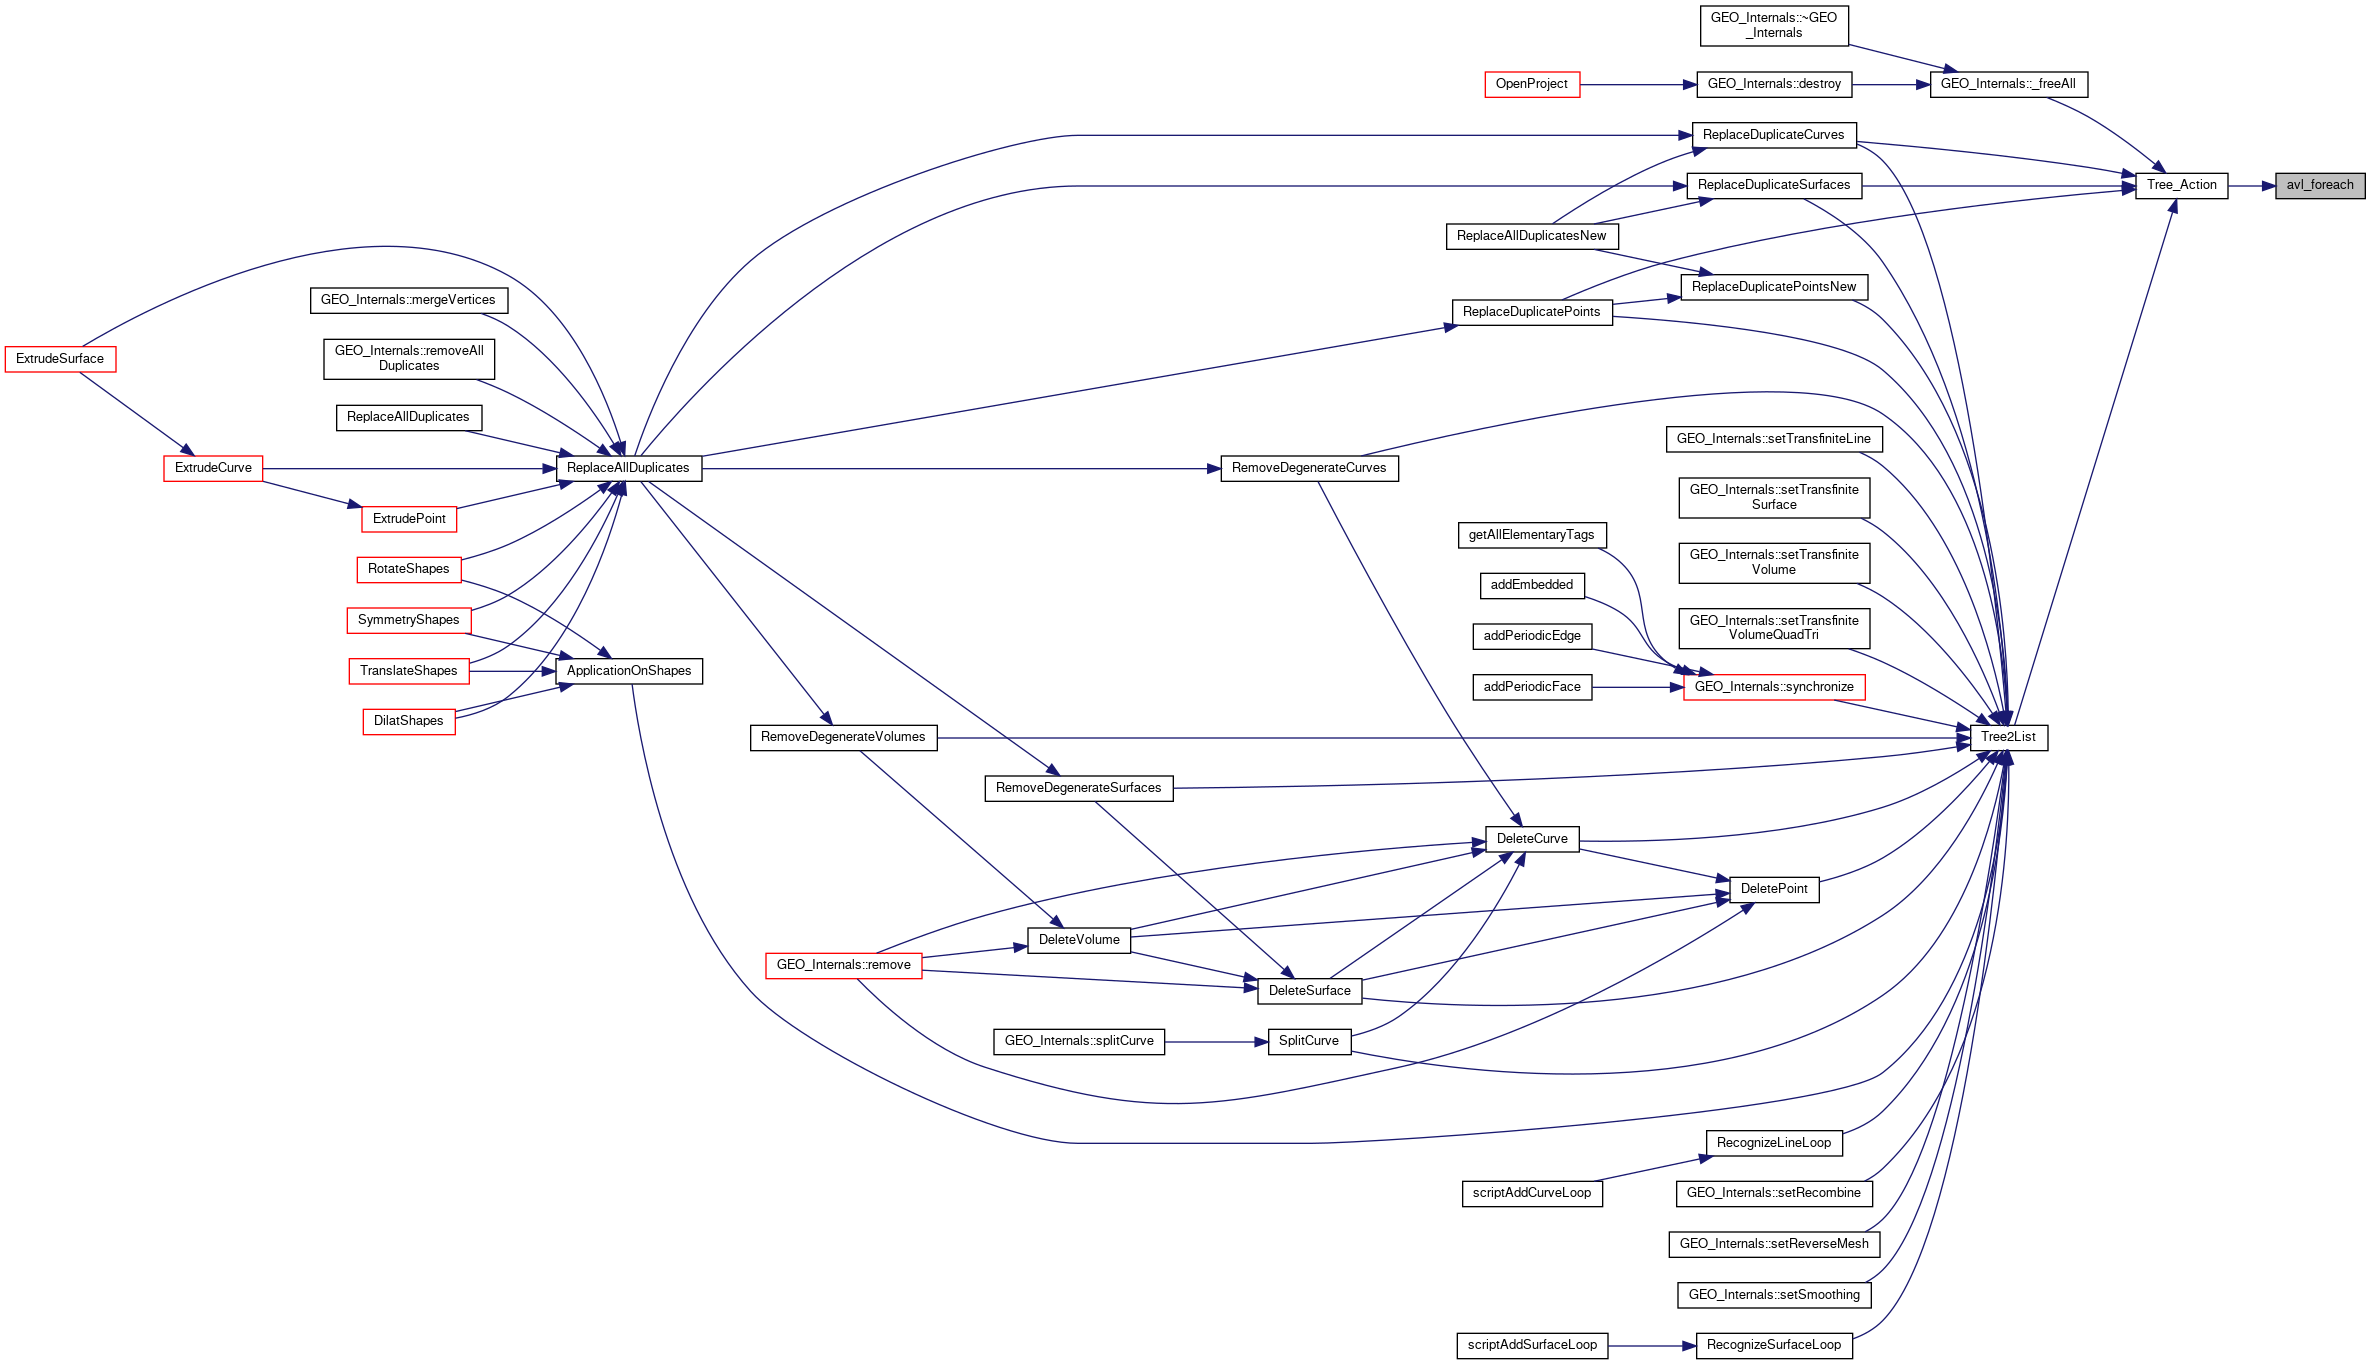 GEO_Internals::~GEO
_Internals
OpenProject
GEO_Internals::destroy
GEO_Internals::_freeAll
ReplaceDuplicateCurves
ReplaceDuplicateSurfaces
Tree_Action
avl_foreach
ReplaceAllDuplicatesNew
ReplaceDuplicatePointsNew
GEO_Internals::mergeVertices
ReplaceDuplicatePoints
GEO_Internals::removeAll
Duplicates
ExtrudeSurface
ReplaceAllDuplicates
GEO_Internals::setTransfiniteLine
ExtrudeCurve
ReplaceAllDuplicates
RemoveDegenerateCurves
GEO_Internals::setTransfinite
Surface
ExtrudePoint
getAllElementaryTags
GEO_Internals::setTransfinite
Volume
RotateShapes
addEmbedded
SymmetryShapes
addPeriodicEdge
GEO_Internals::setTransfinite
VolumeQuadTri
TranslateShapes
ApplicationOnShapes
addPeriodicFace
GEO_Internals::synchronize
DilatShapes
RemoveDegenerateVolumes
Tree2List
RemoveDegenerateSurfaces
DeleteCurve
DeletePoint
DeleteVolume
GEO_Internals::remove
DeleteSurface
GEO_Internals::splitCurve
SplitCurve
RecognizeLineLoop
scriptAddCurveLoop
GEO_Internals::setRecombine
GEO_Internals::setReverseMesh
GEO_Internals::setSmoothing
scriptAddSurfaceLoop
RecognizeSurfaceLoop